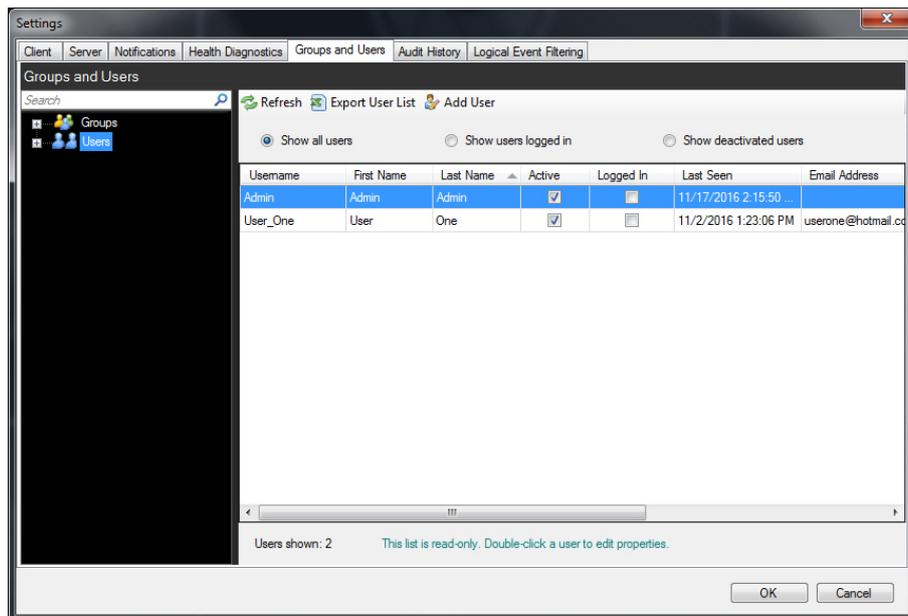 Settings
Client Server Notifications Health Diagnostics Groups and Users Audit History Logical Event Filtering
Groups and Users
Search
Refresh Export User List Add User
Groups
Users
Show all users Show users logged in Show deactivated users
Username First Name Last Name Active Logged In Last Seen Email Address
Admin Admin Admin 11/17/2016 2:15:50 ...
User_One User One 11/2/2016 1:23:06 PM userone@hotmail.co
Users shown: 2 This list is read-only. Double-click a user to edit properties.
OK Cancel